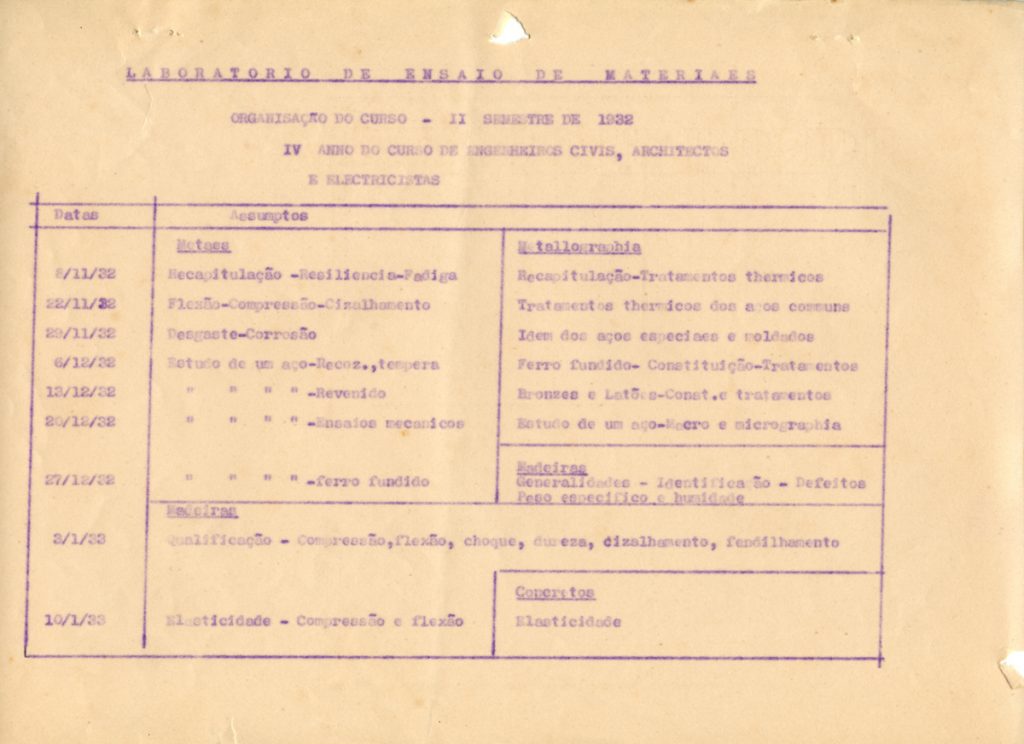 LABORATORIO DE ENSAIO DE MATERIAES
ORGANISAÇÃO DO CURSO - II SEMESTRE DE 1932
IV ANNO DO CURSO DE ENGENHEIROS CIVIS, ARCHITECTOS
E ELECTRICISTAS
Datas Assumptos
Metaes Metallographia
8/11/32 Recapitulação -Resiliencia-Fadiga Recapitulação-Tratamentos thermicos
22/11/32 Flexão-Compressão-Cizalhamento Tratamentos thermicos dos aços communs
29/11/32 Desgaste-Corrosão Idem dos aços especiaes e moldados
6/12/32 Estudo de um aço-Recoz.,tempera Ferro fundido- Constituição-Tratamentos
13/12/32 " " " " -Revenido Bronzes e Latões-Const.e tratamentos
20/12/32 " " " " -Ensaios mecanicos Estudo de um aço-Macro e micrographia
Madeiras
27/12/32 " " " " -ferro fundido Generalidades - Identificação - Defeitos
Peso especifico e humidade
Madeiras
3/1/33 Qualificação - Compressão,flexão, choque, dureza, cizalhamento, fendilhamento
Concretos
10/1/33 Elasticidade - Compressão e flexão Elasticidade